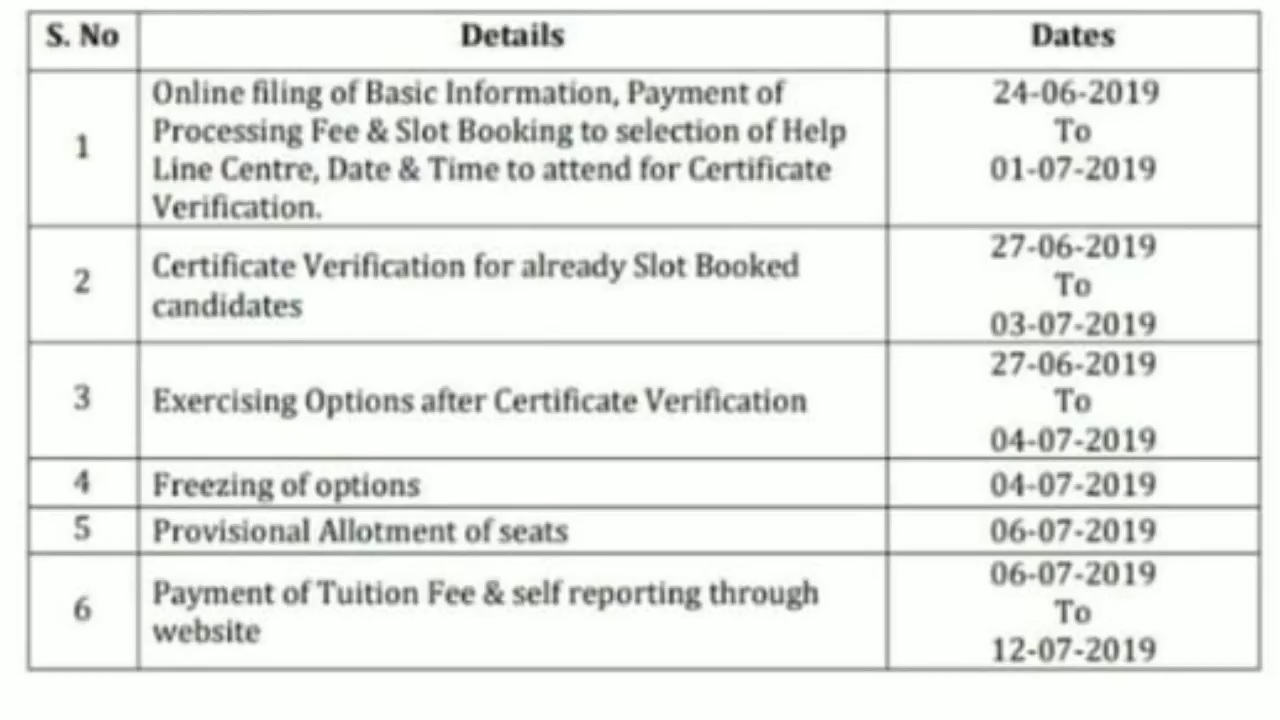 S. No Details Dates
1
Online filing of Basic Information, Payment of
Processing Fee & Slot Booking to selection of Help
Line Centre, Date & Time to attend for Certificate
Verification.
24-06-2019
To
01-07-2019
2
Certificate Verification for already Slot Booked
candidates
27-06-2019
To
03-07-2019
3
Exercising Options after Certificate Verification
27-06-2019
To
04-07-2019
4 Freezing of options 04-07-2019
5 Provisional Allotment of seats 06-07-2019
6
Payment of Tuition Fee & self reporting through
website
06-07-2019
To
12-07-2019